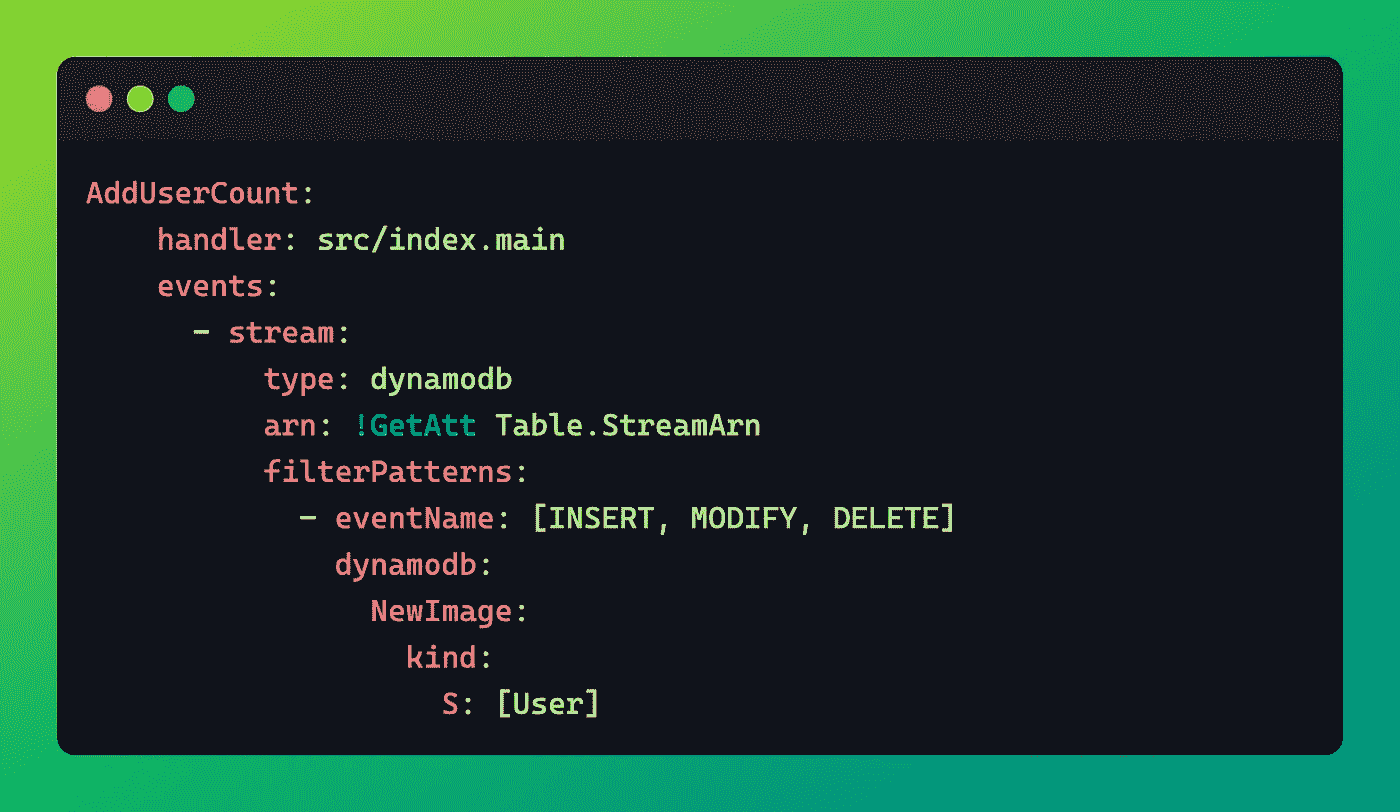 AddUserCount:
    handler: src/index.main
    events:
      - stream:
          type: dynamodb
          arn: !GetAtt Table.StreamArn
          filterPatterns:
            - eventName: [INSERT, MODIFY, DELETE]
              dynamodb:
                NewImage:
                  kind:
                    S: [User]